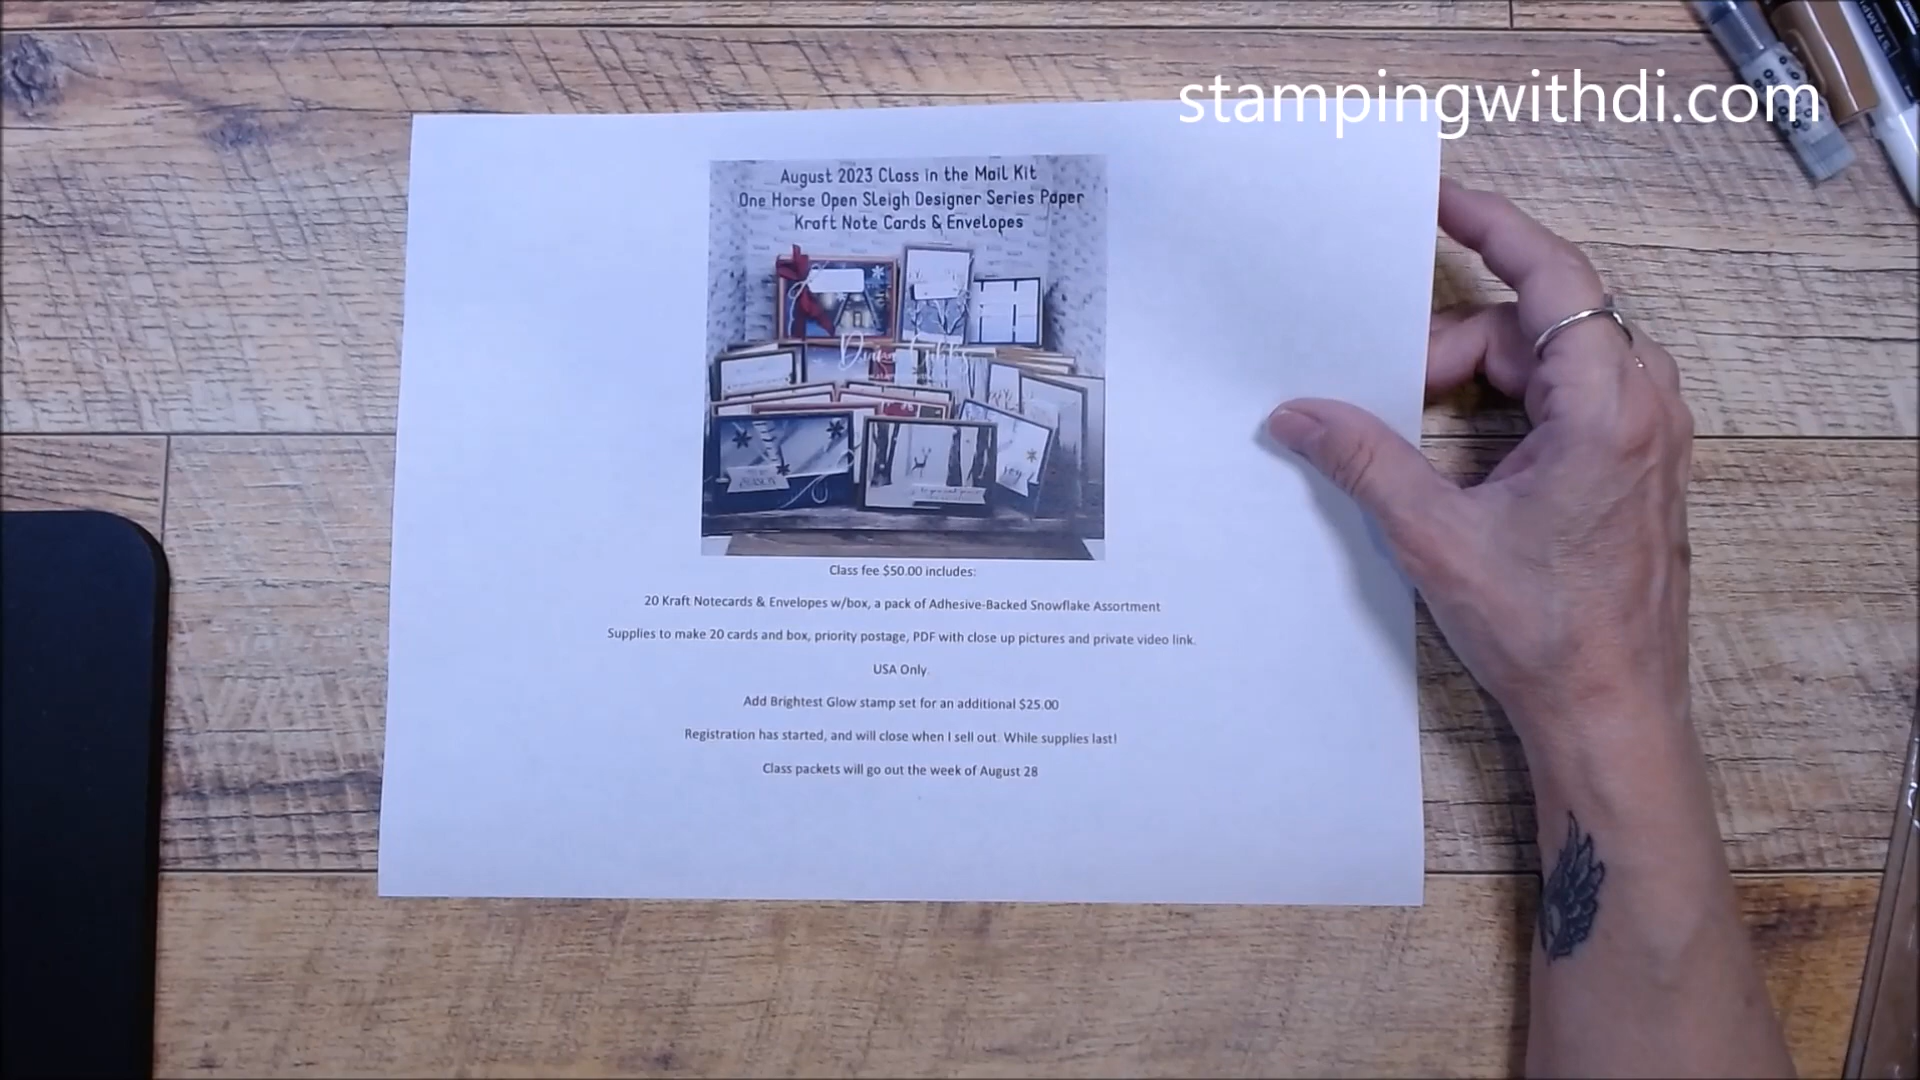 stampingwithdi.com
August 2023 Class in the Mail Kit
One Horse Open Sleigh Designer Series Paper
Kraft Note Cards & Envelopes
SEASON
joy
Class fee $50.00 includes:
20 Kraft Notecards & Envelopes w/box, a pack of Adhesive-Backed Snowflake Assortment
Supplies to make 20 cards and box, priority postage, PDF with close up pictures and private video link.
USA Only.
Add Brightest Glow stamp set for an additional $25.00
Registration has started, and will close when I sell out. While supplies last!
Class packets will go out the week of August 28